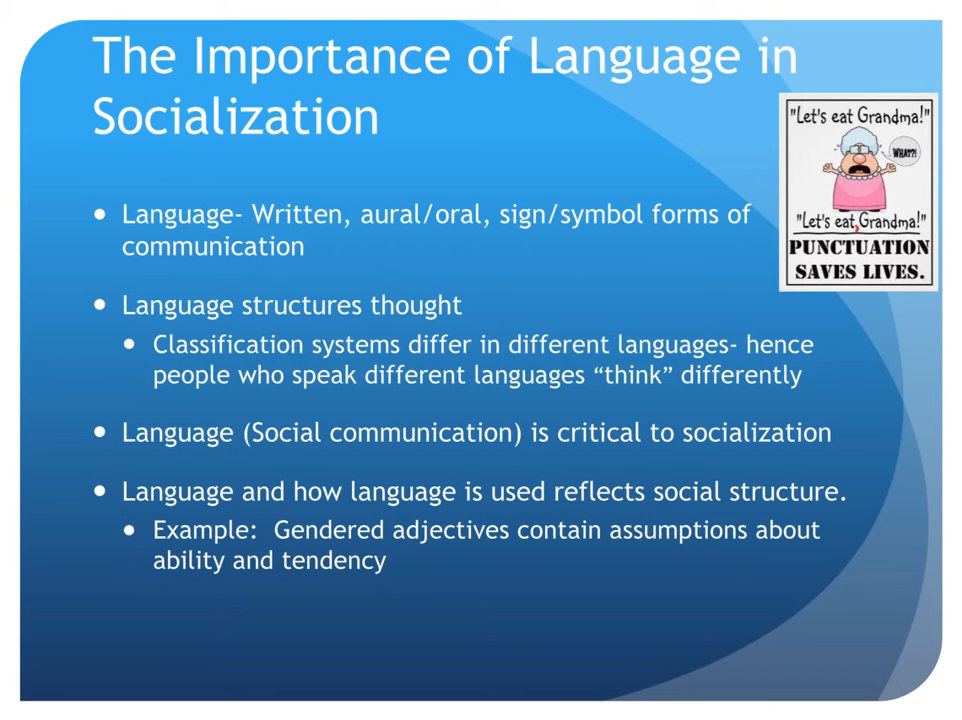 The Importance of Language in
Socialization
"Let's eat Grandma!"
WHAT?!
"Let's eat, Grandma!"
PUNCTUATION
SAVES LIVES.
• Language- Written, aural/oral, sign/symbol forms of
communication
• Language structures thought
• Classification systems differ in different languages- hence
people who speak different languages “think” differently
• Language (Social communication) is critical to socialization
• Language and how language is used reflects social structure.
• Example:  Gendered adjectives contain assumptions about
ability and tendency